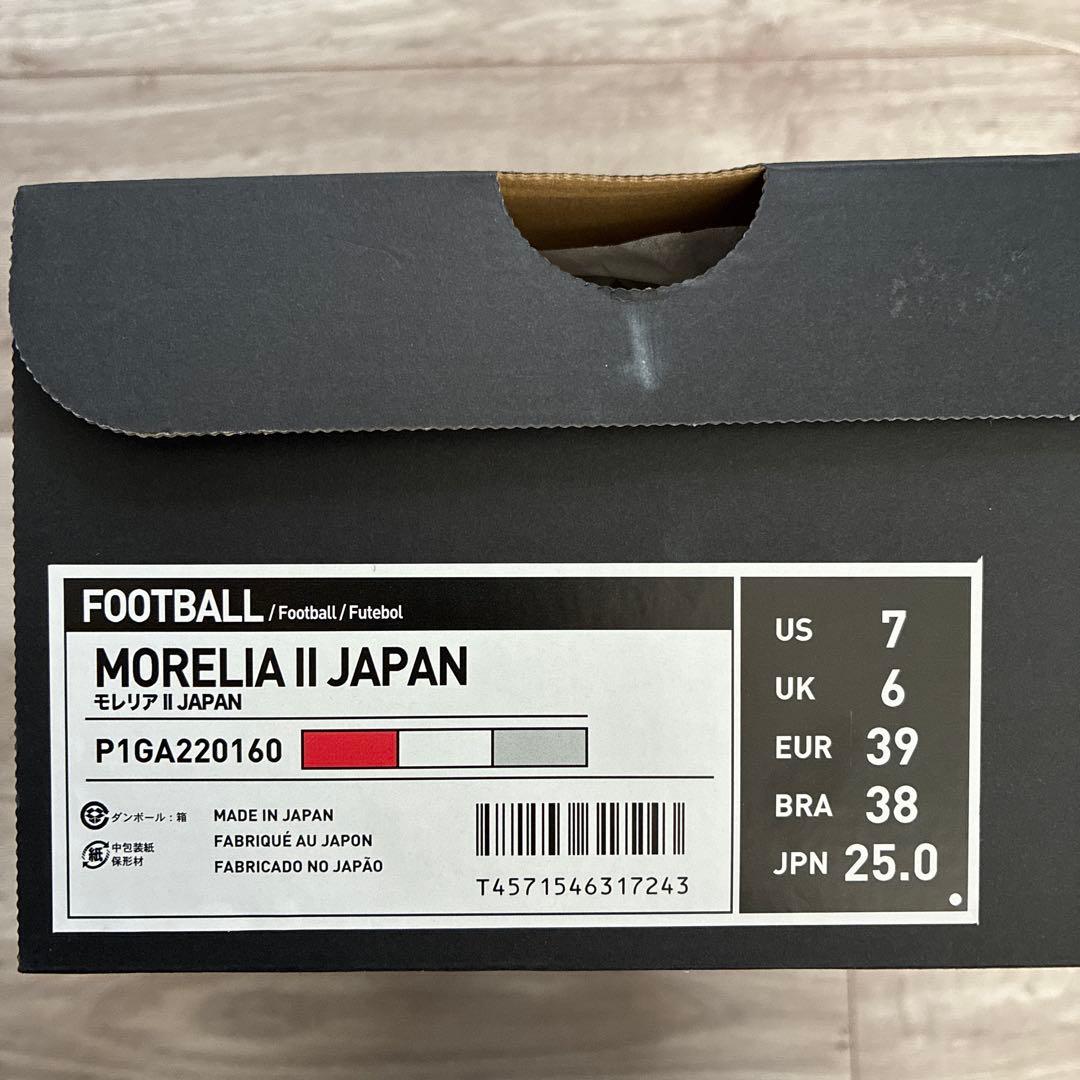 FOOTBALL / Football / Futebol
MORELIA II JAPAN
モレリア II JAPAN
P1GA220160
ダンボール : 箱
紙
中包装紙
保形材
MADE IN JAPAN
FABRIQUÉ AU JAPON
FABRICADO NO JAPÃO
T4571546317243
US 7
UK 6
EUR 39
BRA 38
JPN 25.0